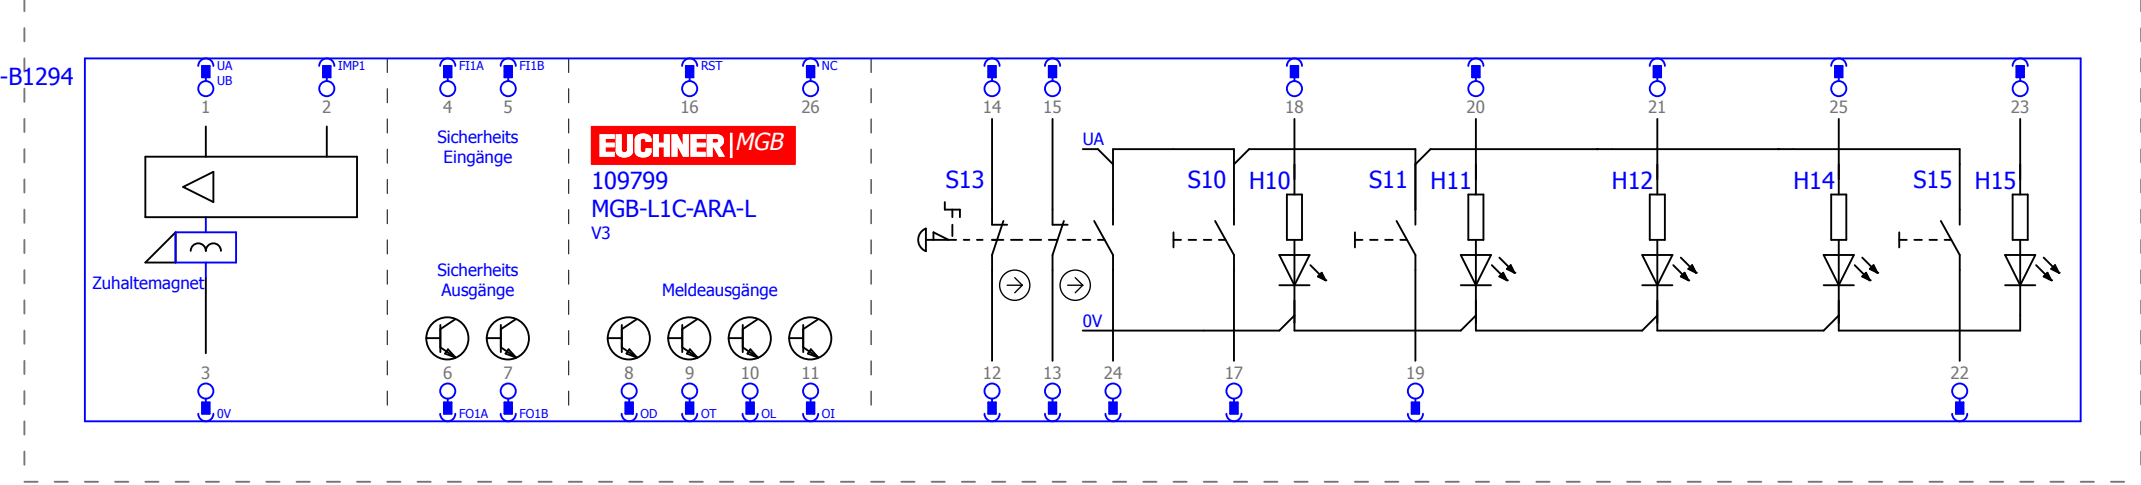 -B1294
UA
UB
IMP1
FI1A
FI1B
RST
NC
1
2
4
5
16
26
14
15
18
20
21
25
23
Sicherheits
Eingänge
EUCHNER|MGB
109799
MGB-L1C-ARA-L
V3
UA
S13
S10
H10
S11
H11
H12
H14
S15
H15
Zuhaltemagnet
Sicherheits
Ausgänge
Meldeausgänge
0V
3
6
7
8
9
10
11
12
13
24
17
19
22
0V
FO1A
FO1B
OD
OT
OL
OI